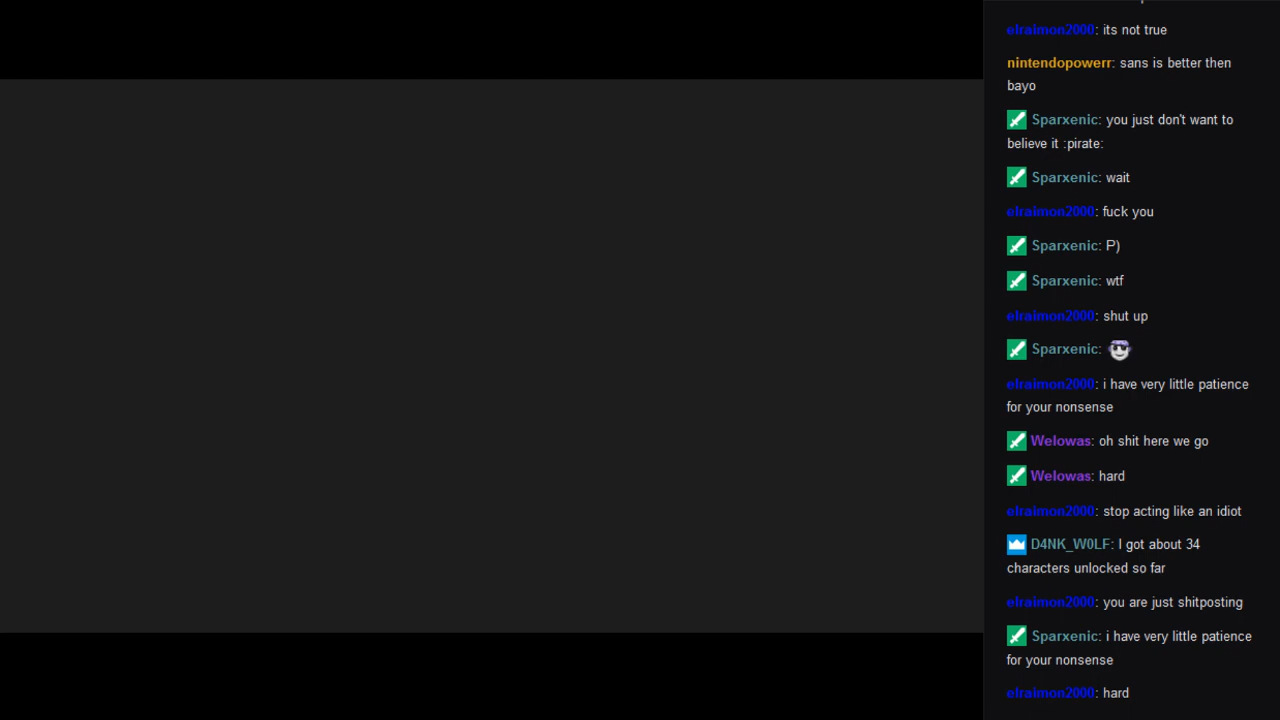 elraimon2000: its not true
nintendopowerr: sans is better then
bayo
Sparxenic: you just don't want to
believe it :pirate:
Sparxenic: wait
elraimon2000: fuck you
Sparxenic: P)
Sparxenic: wtf
elraimon2000: shut up
Sparxenic:
elraimon2000: i have very little patience
for your nonsense
Welowas: oh shit here we go
Welowas: hard
elraimon2000: stop acting like an idiot
D4NK_W0LF: I got about 34
characters unlocked so far
elraimon2000: you are just shitposting
Sparxenic: i have very little patience
for your nonsense
elraimon2000: hard